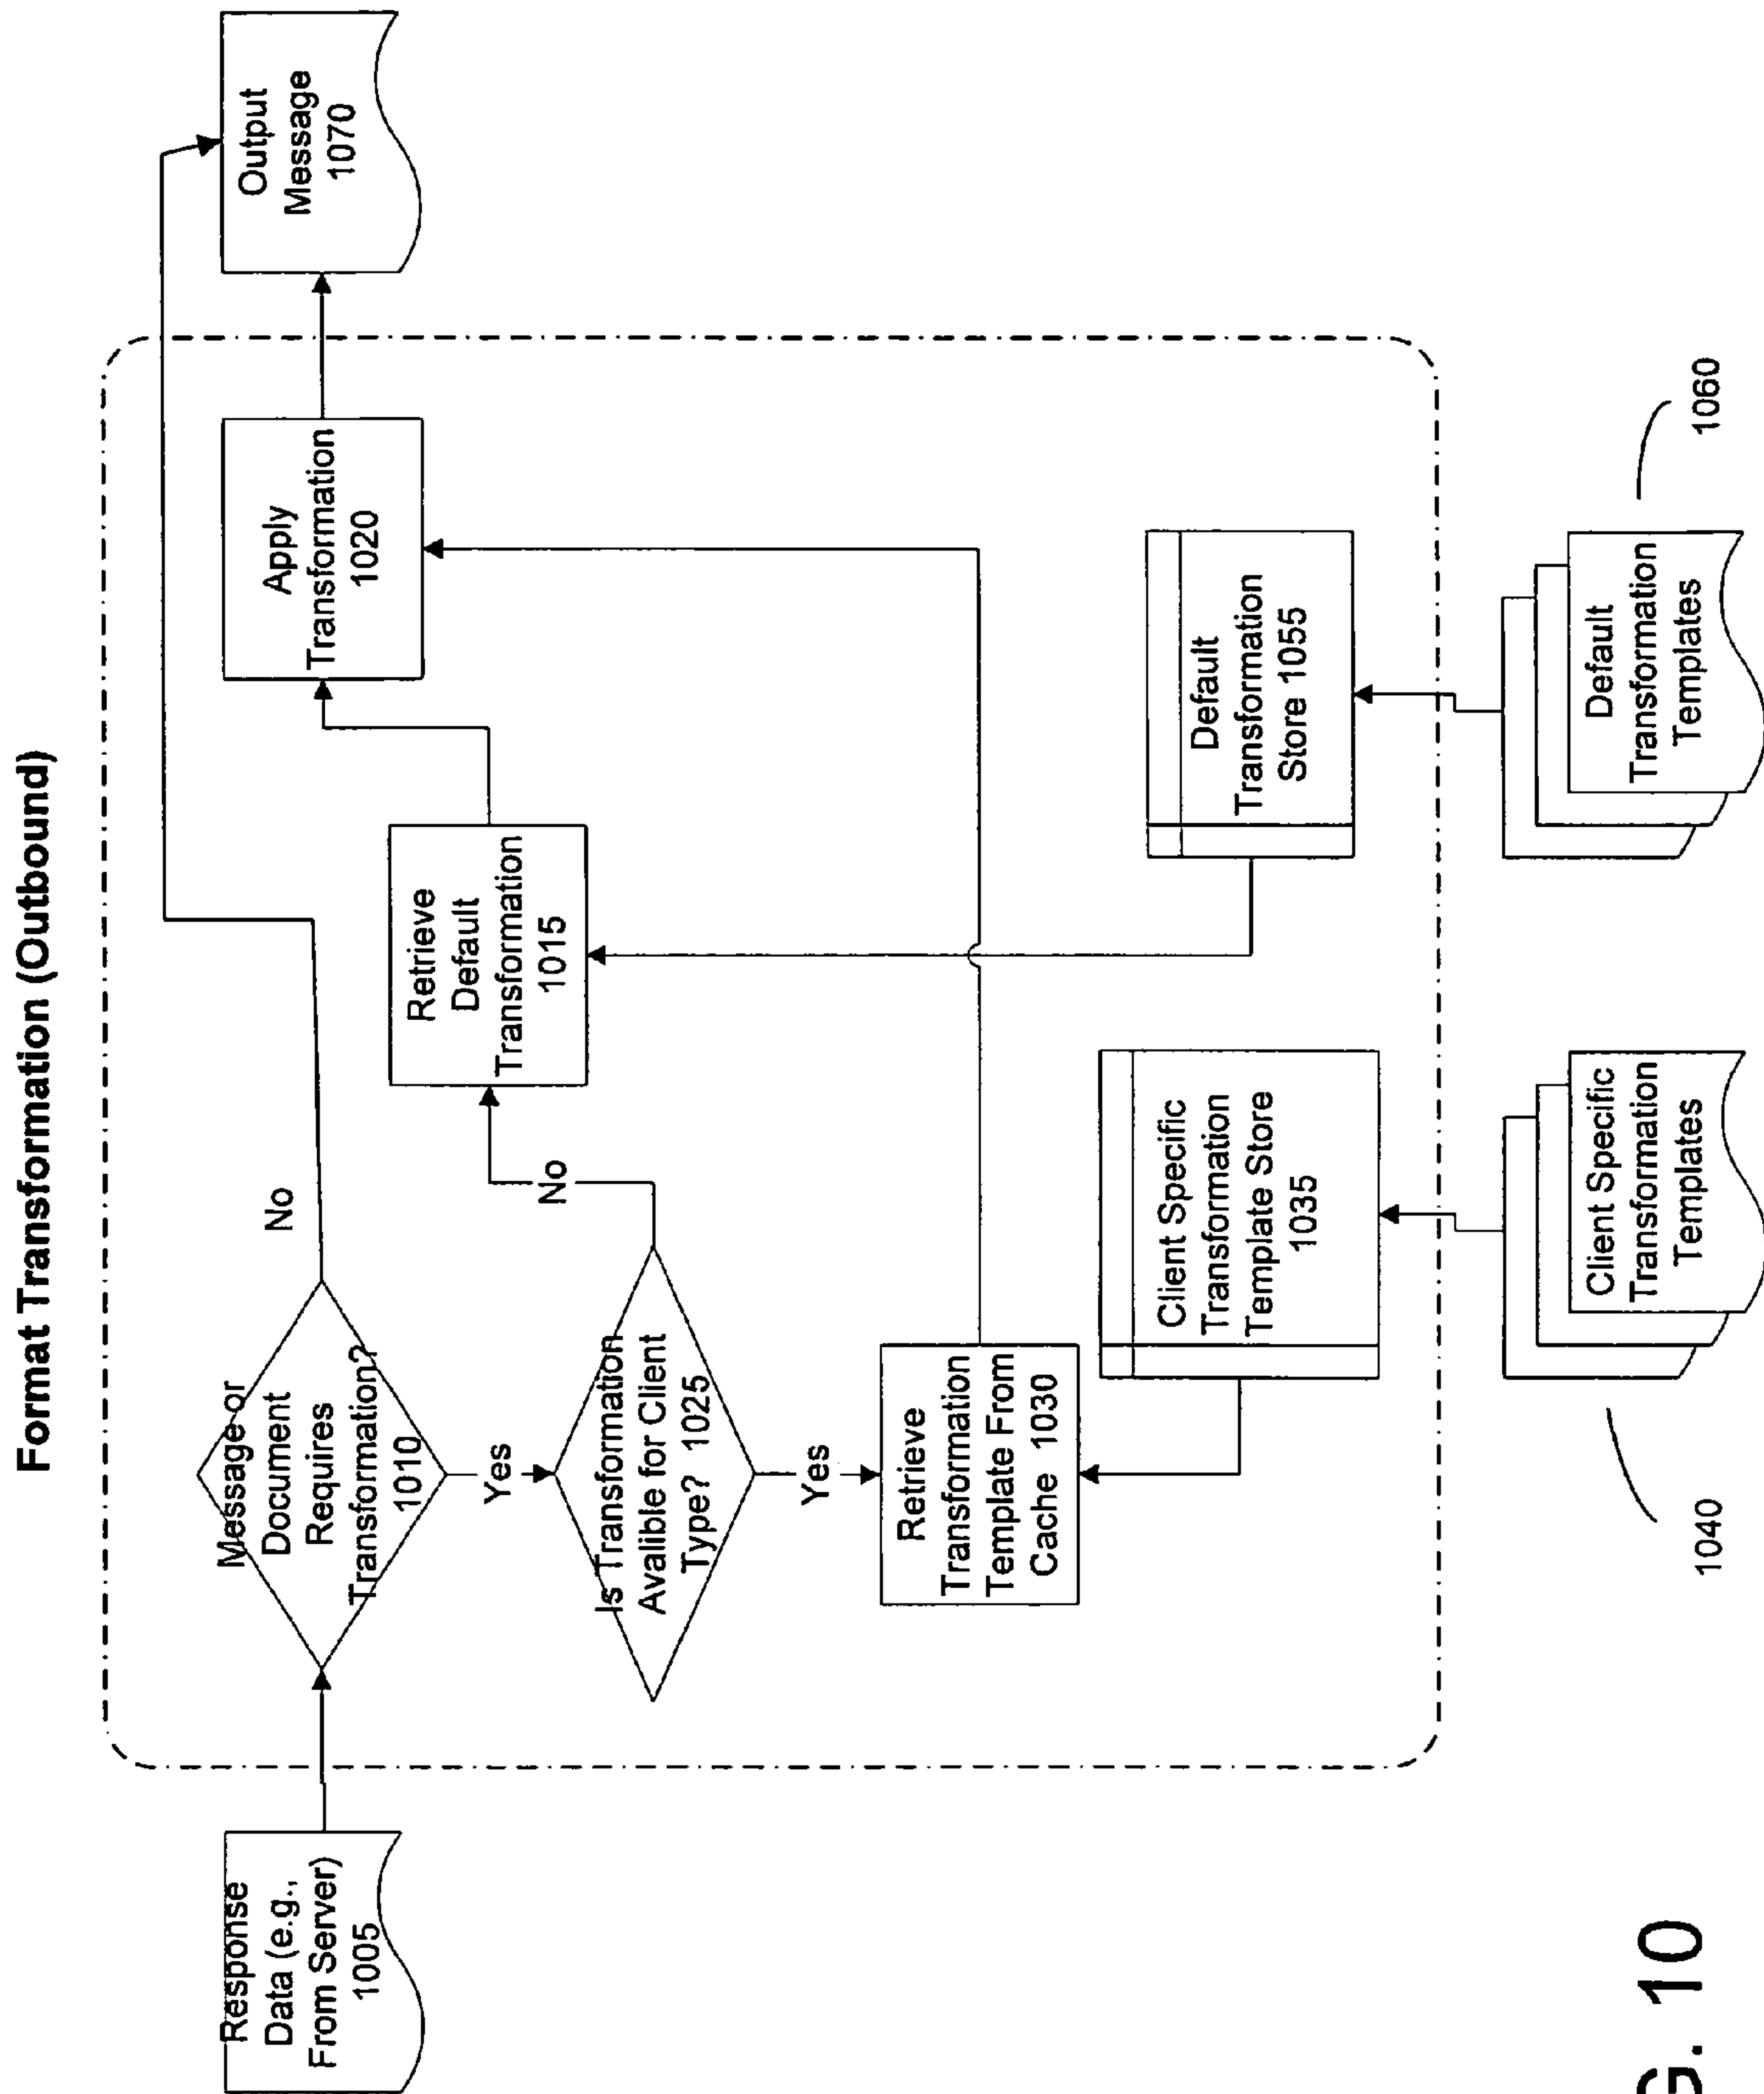 Format Transformation (Outbound)
Response
Data (e.g.,
From Server)
1005
Message or
Document
Requires
Transformation?
1010
No
Yes
Is Transformation
Avalible for Client
Type? 1025
No
Yes
Retrieve
Default
Transformation
1015
Apply
Transformation
1020
Output
Message
1070
Retrieve
Transformation
Template From
Cache 1030
Client Specific
Transformation
Template Store
1035
Default
Transformation
Store 1055
Client Specific
Transformation
Templates
1040
Default
Transformation
Templates
1060
G. 10